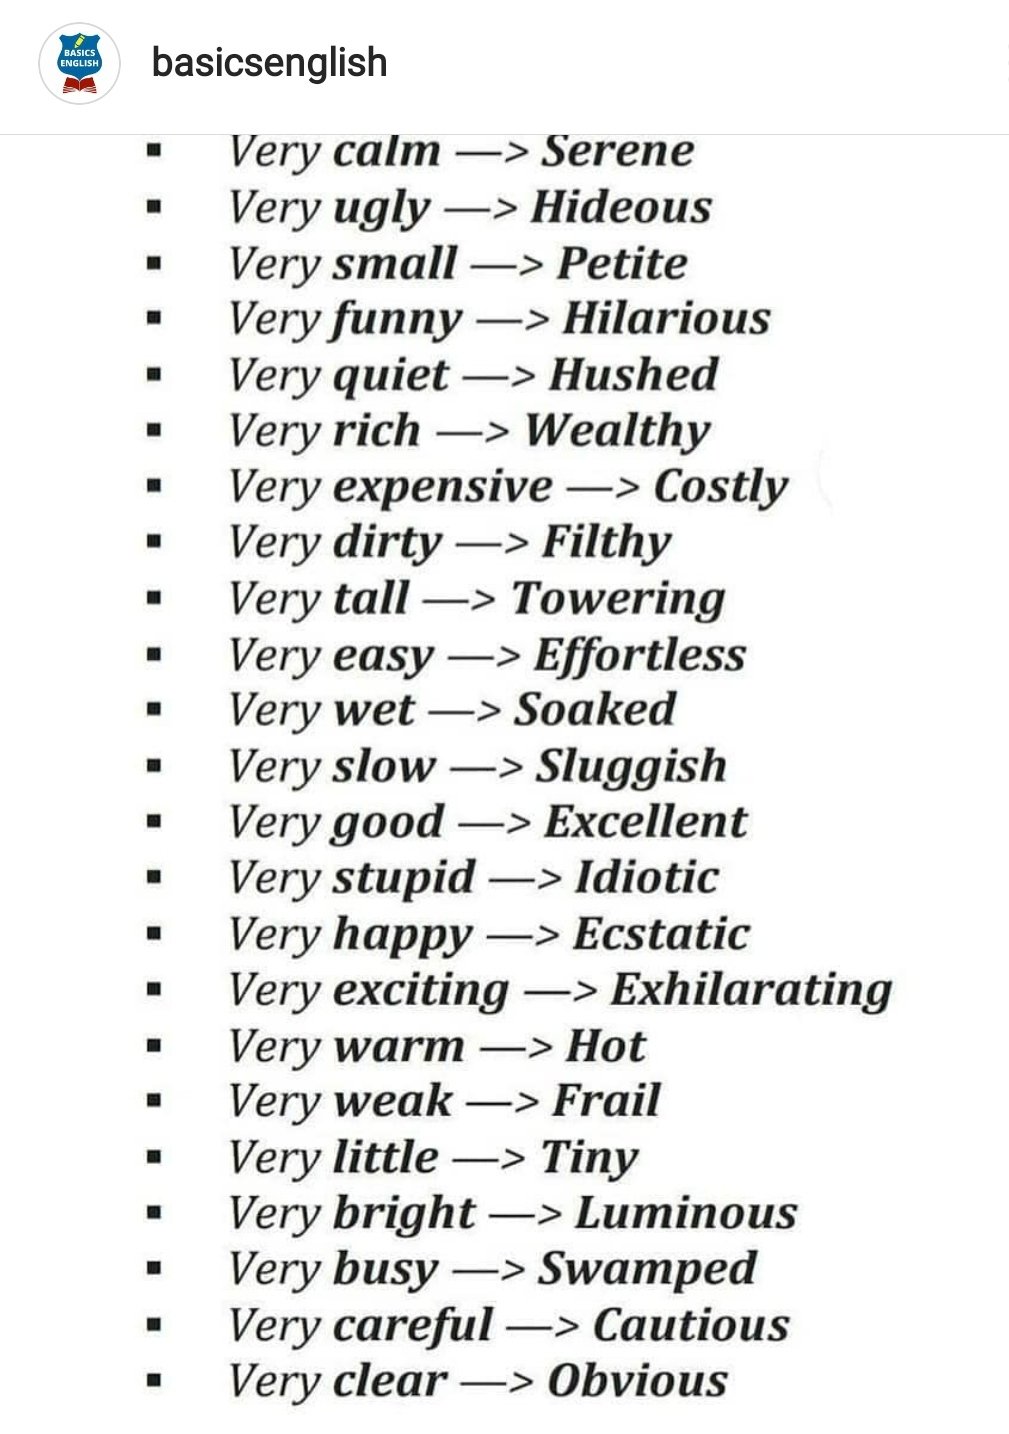 BASICS
ENGLISH
basicsenglish
▪ Very calm —> Serene
▪ Very ugly —> Hideous
▪ Very small —> Petite
▪ Very funny —> Hilarious
▪ Very quiet —> Hushed
▪ Very rich —> Wealthy
▪ Very expensive —> Costly
▪ Very dirty —> Filthy
▪ Very tall —> Towering
▪ Very easy —> Effortless
▪ Very wet —> Soaked
▪ Very slow —> Sluggish
▪ Very good —> Excellent
▪ Very stupid —> Idiotic
▪ Very happy —> Ecstatic
▪ Very exciting —> Exhilarating
▪ Very warm —> Hot
▪ Very weak —> Frail
▪ Very little —> Tiny
▪ Very bright —> Luminous
▪ Very busy —> Swamped
▪ Very careful —> Cautious
▪ Very clear —> Obvious